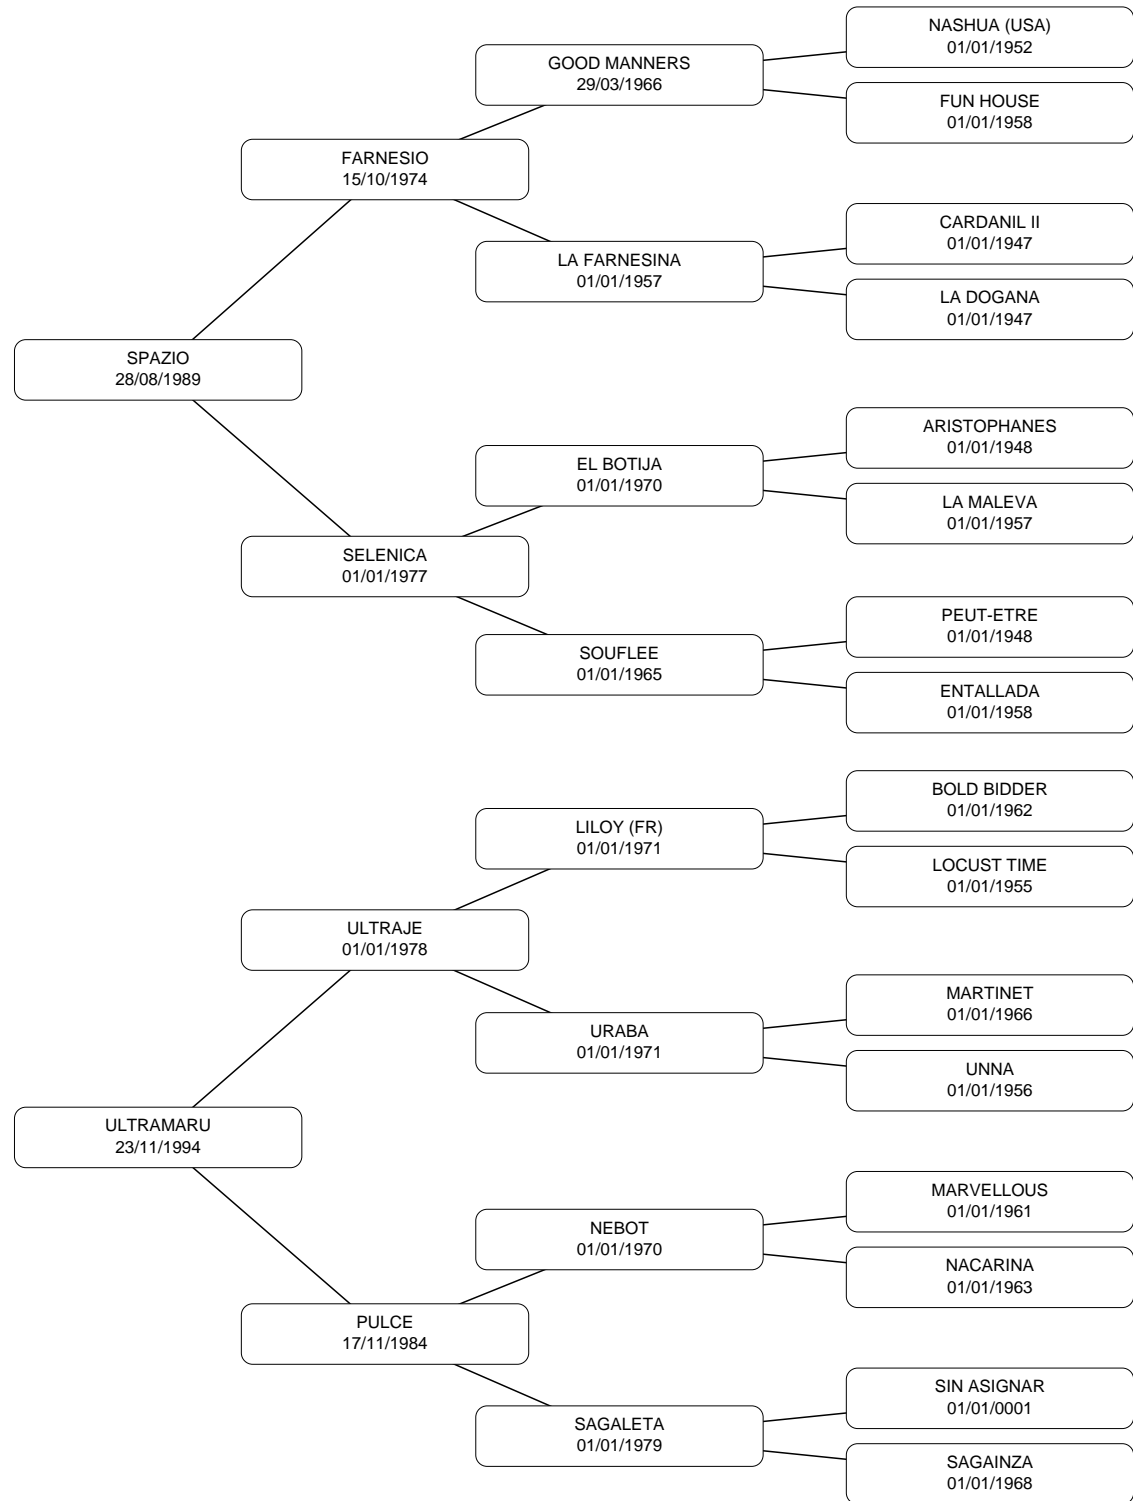 NASHUA (USA)
01/01/1952
GOOD MANNERS
29/03/1966
FUN HOUSE
01/01/1958
FARNESIO
15/10/1974
CARDANIL II
01/01/1947
LA FARNESINA
01/01/1957
LA DOGANA
01/01/1947
SPAZIO
28/08/1989
ARISTOPHANES
01/01/1948
EL BOTIJA
01/01/1970
LA MALEVA
01/01/1957
SELENICA
01/01/1977
PEUT-ETRE
01/01/1948
SOUFLEE
01/01/1965
ENTALLADA
01/01/1958
BOLD BIDDER
01/01/1962
LILOY (FR)
01/01/1971
LOCUST TIME
01/01/1955
ULTRAJE
01/01/1978
MARTINET
01/01/1966
URABA
01/01/1971
UNNA
01/01/1956
ULTRAMARU
23/11/1994
MARVELLOUS
01/01/1961
NEBOT
01/01/1970
NACARINA
01/01/1963
PULCE
17/11/1984
SIN ASIGNAR
01/01/0001
SAGALETA
01/01/1979
SAGAINZA
01/01/1968